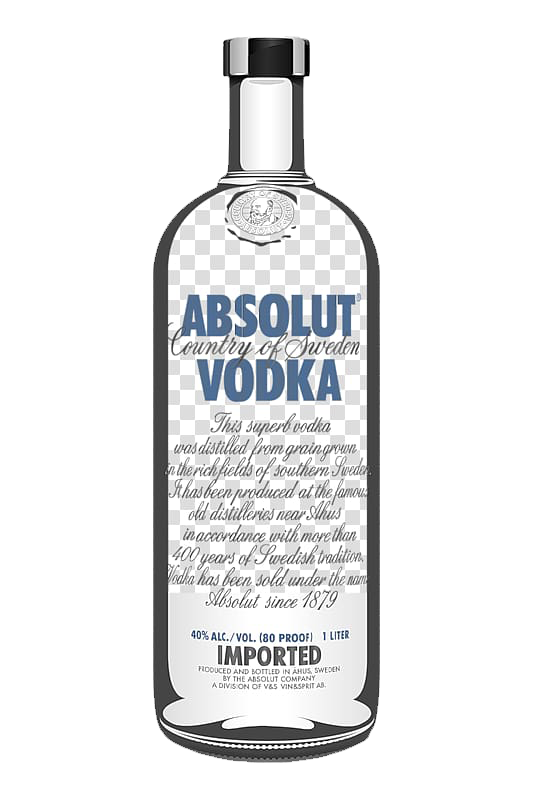 ABSOLUT
Country of Sweden
VODKA
This superb vodka
was distilled from grain grown
in the rich fields of southern Sweden.
It has been produced at the famous
old distilleries near Ahus
in accordance with more than
400 years of Swedish tradition.
Vodka has been sold under the name
Absolut since 1879
40% ALC./VOL. (80 PROOF) 1 LITER
IMPORTED
PRODUCED AND BOTTLED IN AHUS, SWEDEN
BY THE ABSOLUT COMPANY
A DIVISION OF V&S VIN&SPRIT AB.